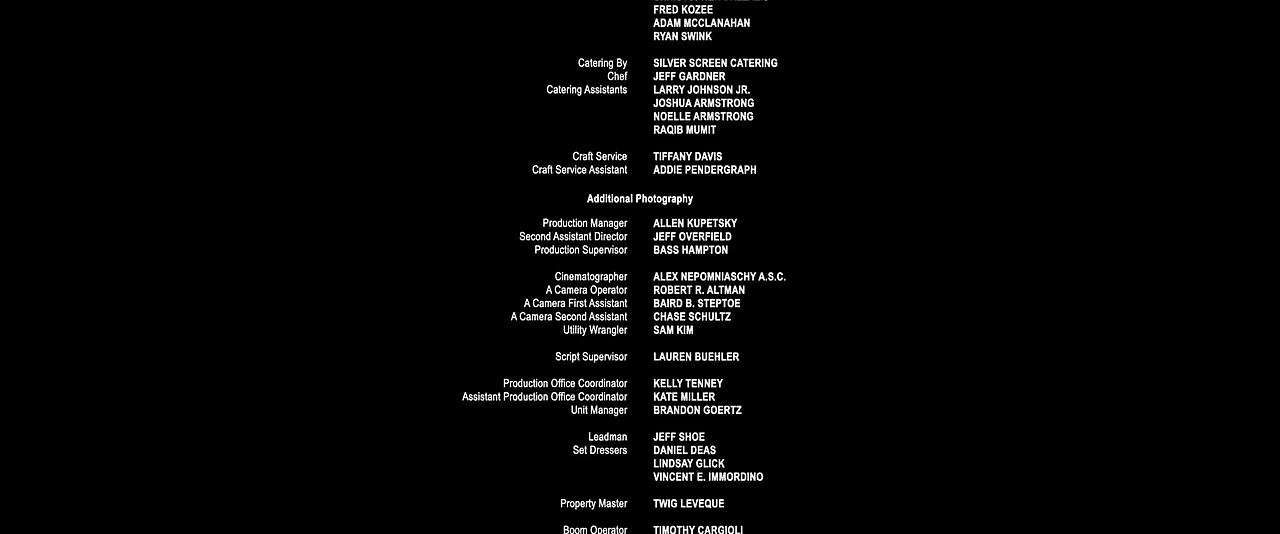 FRED KOZEE
ADAM MCCLANAHAN
RYAN SWINK
Catering By SILVER SCREEN CATERING
Chef JEFF GARDNER
Catering Assistants LARRY JOHNSON JR.
JOSHUA ARMSTRONG
NOELLE ARMSTRONG
RAQIB MUMIT
Craft Service TIFFANY DAVIS
Craft Service Assistant ADDIE PENDERGRAPH
Additional Photography
Production Manager ALLEN KUPETSKY
Second Assistant Director JEFF OVERFIELD
Production Supervisor BASS HAMPTON
Cinematographer ALEX NEPOMNIASCHY A.S.C.
A Camera Operator ROBERT R. ALTMAN
A Camera First Assistant BAIRD B. STEPTOE
A Camera Second Assistant CHASE SCHULTZ
Utility Wrangler SAM KIM
Script Supervisor LAUREN BUEHLER
Production Office Coordinator KELLY TENNEY
Assistant Production Office Coordinator KATE MILLER
Unit Manager BRANDON GOERTZ
Leadman JEFF SHOE
Set Dressers DANIEL DEAS
LINDSAY GLICK
VINCENT E. IMMORDINO
Property Master TWIG LEVEQUE
Boom Operator TIMOTHY CARGIOLI